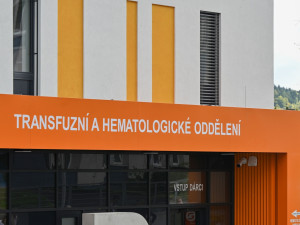 TRANSFUZNÍ A HEMATOLOGICKÉ ODDĚLENÍ
VSTUP DÁRCI